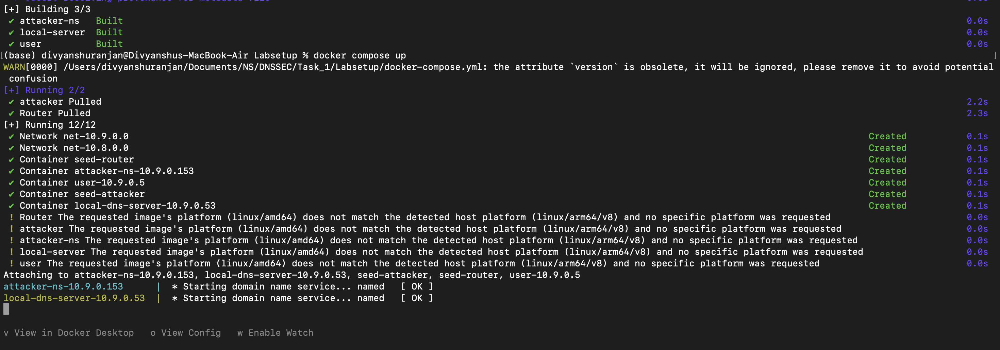 [+] Building 3/3
✔ attacker-ns Built 0.0s
✔ local-server Built 0.0s
✔ user Built 0.0s
[(base) divyanshuranjan@Divyanshus-MacBook-Air Labsetup % docker compose up ]
WARN[0000] /Users/divyanshuranjan/Documents/NS/DNSSEC/Task_1/Labsetup/docker-compose.yml: the attribute `version` is obsolete, it will be ignored, please remove it to avoid potential
confusion
[+] Running 2/2
✔ attacker Pulled 2.2s
✔ Router Pulled 2.3s
[+] Running 12/12
✔ Network net-10.9.0.0 Created 0.1s
✔ Network net-10.8.0.0 Created 0.1s
✔ Container seed-router Created 0.1s
✔ Container attacker-ns-10.9.0.153 Created 0.1s
✔ Container user-10.9.0.5 Created 0.1s
✔ Container seed-attacker Created 0.1s
✔ Container local-dns-server-10.9.0.53 Created 0.1s
! Router The requested image's platform (linux/amd64) does not match the detected host platform (linux/arm64/v8) and no specific platform was requested 0.0s
! attacker The requested image's platform (linux/amd64) does not match the detected host platform (linux/arm64/v8) and no specific platform was requested 0.0s
! attacker-ns The requested image's platform (linux/amd64) does not match the detected host platform (linux/arm64/v8) and no specific platform was requested 0.0s
! local-server The requested image's platform (linux/amd64) does not match the detected host platform (linux/arm64/v8) and no specific platform was requested 0.0s
! user The requested image's platform (linux/amd64) does not match the detected host platform (linux/arm64/v8) and no specific platform was requested 0.0s
Attaching to attacker-ns-10.9.0.153, local-dns-server-10.9.0.53, seed-attacker, seed-router, user-10.9.0.5
attacker-ns-10.9.0.153 | * Starting domain name service... named [ OK ]
local-dns-server-10.9.0.53 | * Starting domain name service... named [ OK ]
v View in Docker Desktop o View Config w Enable Watch